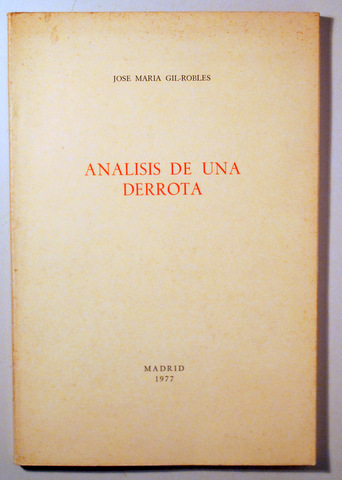 JOSE MARIA GIL-ROBLES
ANALISIS DE UNA
DERROTA
MADRID
1977